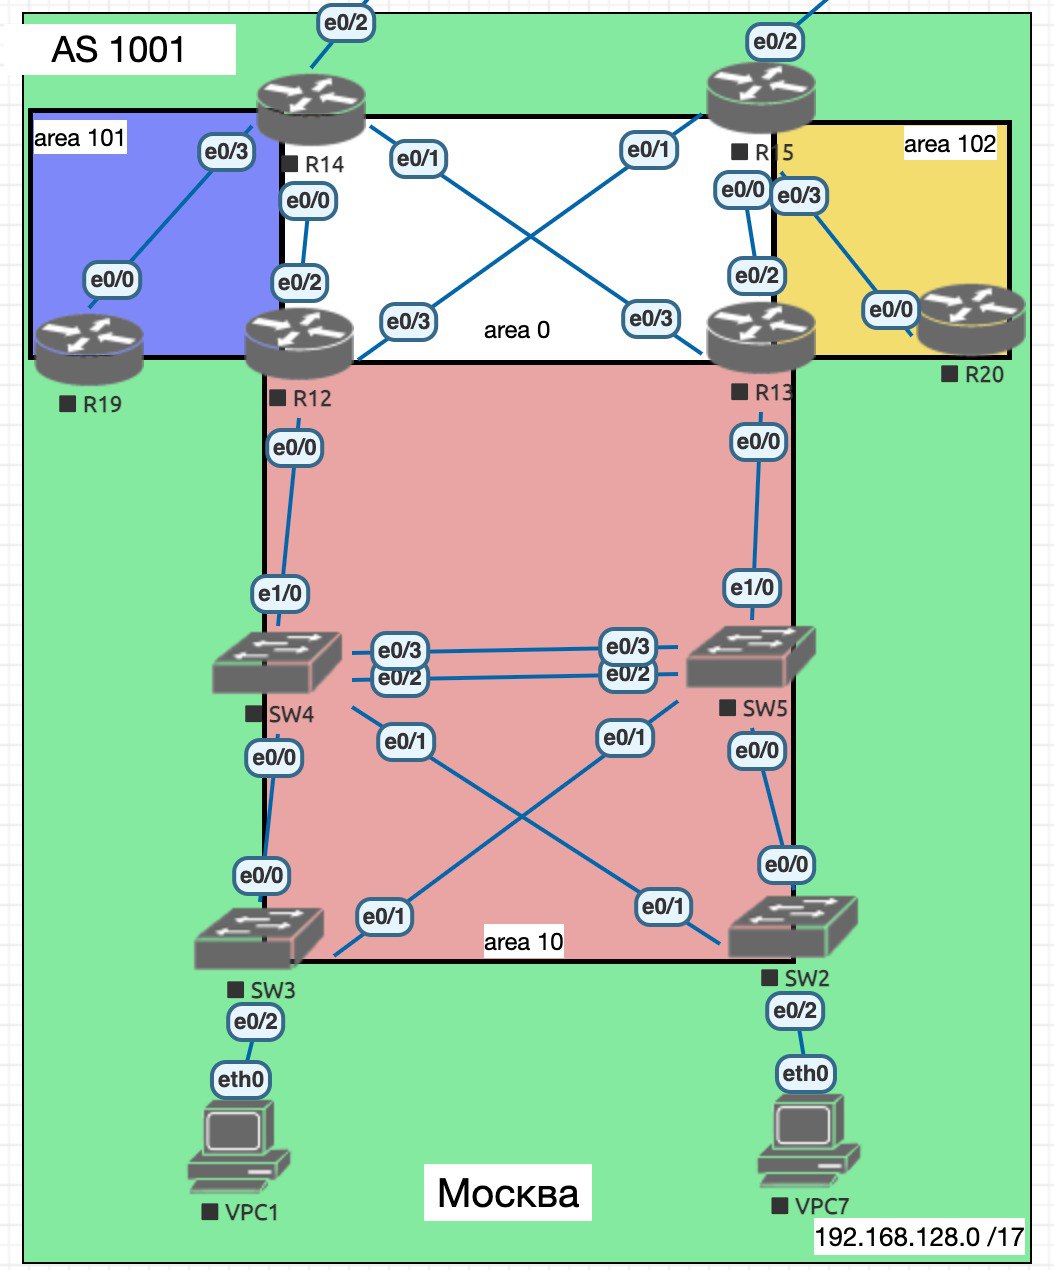 e0/2
e0/2
AS 1001
area 101
e0/3
R14
e0/1
e0/1
R15
area 102
e0/0
e0/0
e0/3
e0/0
e0/2
e0/2
e0/3
area 0
e0/3
e0/0
R19
R12
R13
R20
e0/0
e0/0
e1/0
e1/0
e0/3
e0/3
e0/2
e0/2
SW4
SW5
e0/0
e0/1
e0/1
e0/0
e0/0
e0/0
e0/1
e0/1
area 10
SW3
SW2
e0/2
e0/2
eth0
eth0
VPC1
Москва
VPC7
192.168.128.0 /17